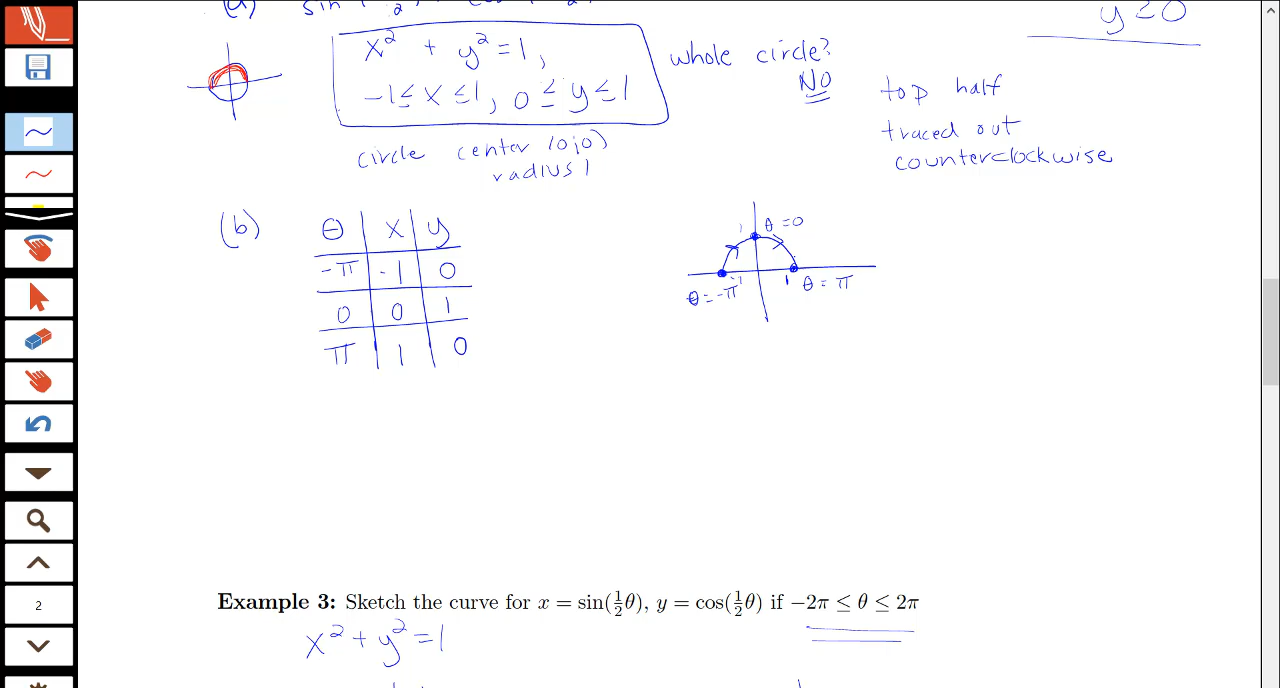 y ≥ 0
x² + y² = 1,
-1 ≤ x ≤ 1, 0 ≤ y ≤ 1
whole circle?
NO
top half
traced out
counterclockwise
circle center (0,0)
radius 1
(b)
θ x y
-π -1 0
0 0 1
π 1 0
1 θ = 0
-1 1
θ = -π θ = π
Example 3: Sketch the curve for x = sin(½θ), y = cos(½θ) if −2π ≤ θ ≤ 2π
x² + y² = 1
2